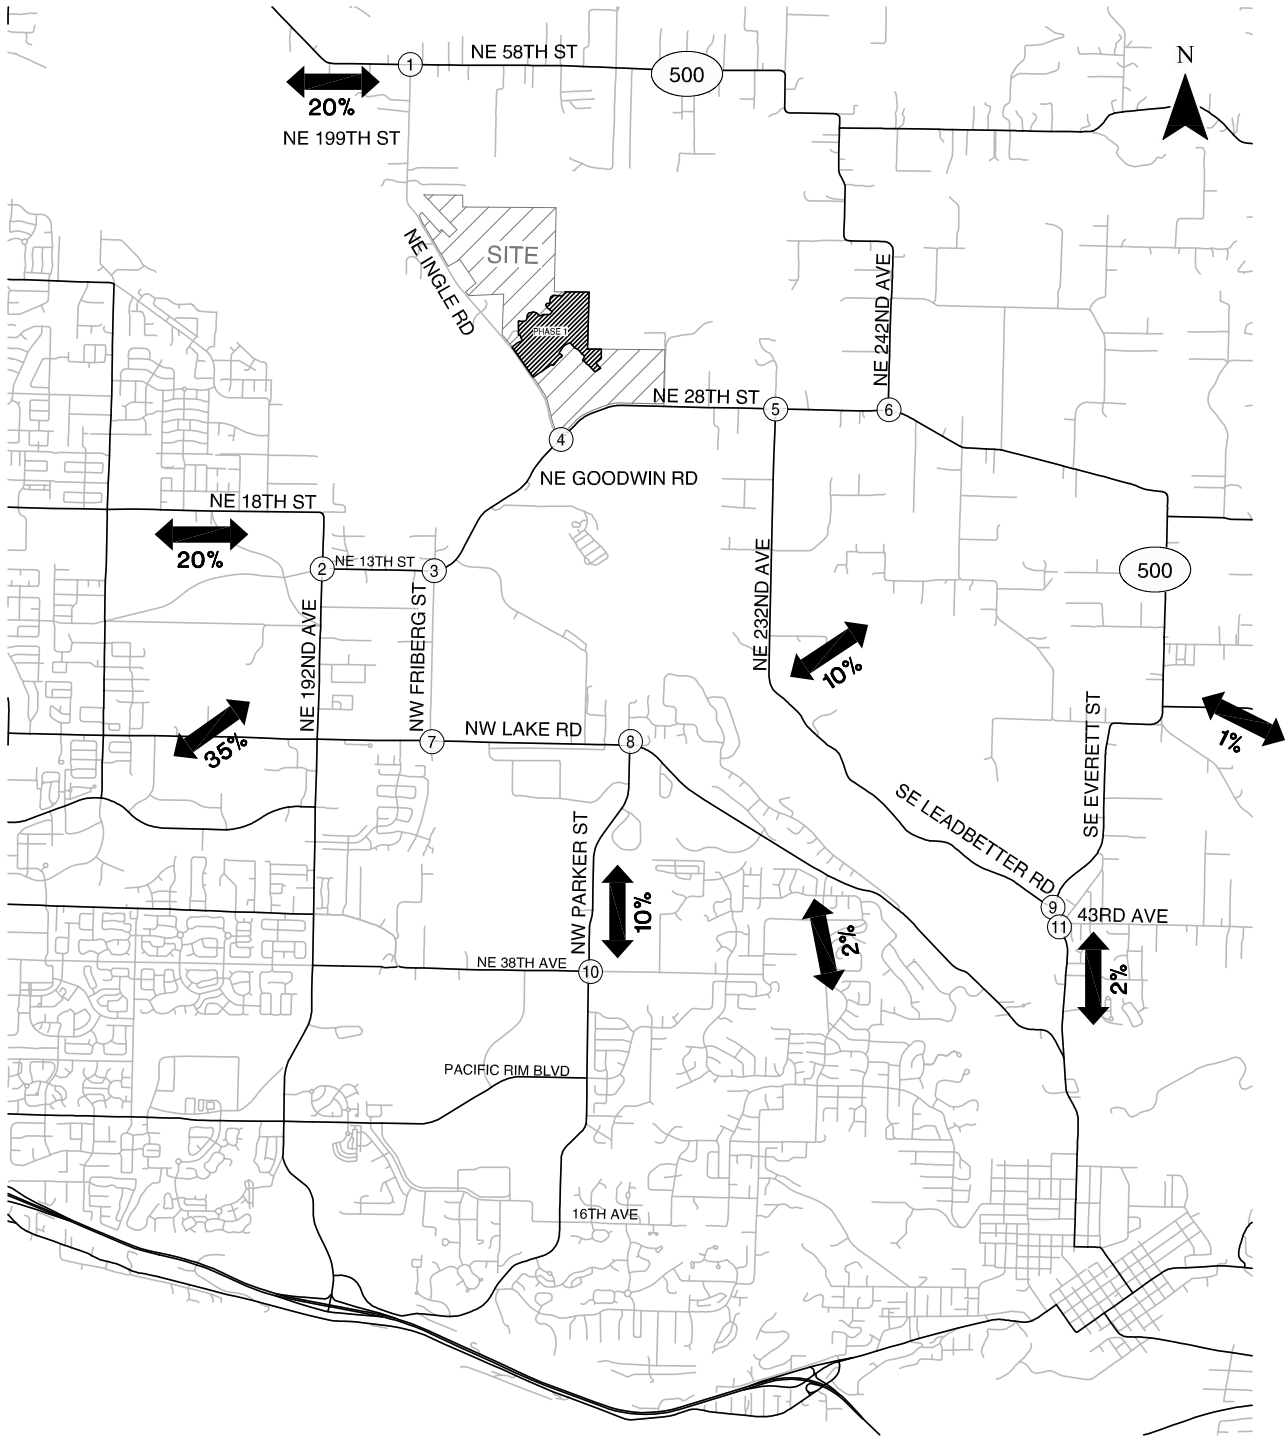 NE 58TH ST
1
500
N
20%
NE 199TH ST
SITE
NE INGLE RD
PHASE 1
NE 242ND AVE
NE 28TH ST
5
6
4
NE GOODWIN RD
NE 18TH ST
20%
NE 13TH ST
2
3
500
NE 192ND AVE
NW FRIBERG ST
NE 232ND AVE
10%
35%
NW LAKE RD
7
8
SE EVERETT ST
1%
SE LEADBETTER RD
NW PARKER ST
10%
2%
9
43RD AVE
11
NE 38TH AVE
10
2%
PACIFIC RIM BLVD
16TH AVE